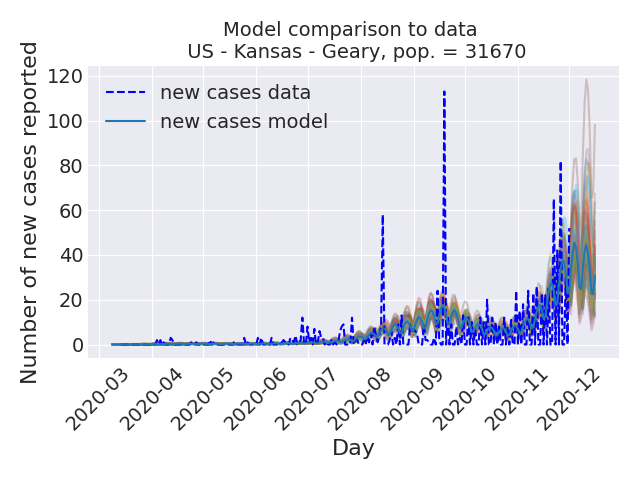 Model comparison to data
US - Kansas - Geary, pop. = 31670
Number of new cases reported
120
100
80
60
40
20
0
new cases data
new cases model
2020-03
2020-04
2020-05
2020-06
2020-07
2020-08
2020-09
2020-10
2020-11
2020-12
Day